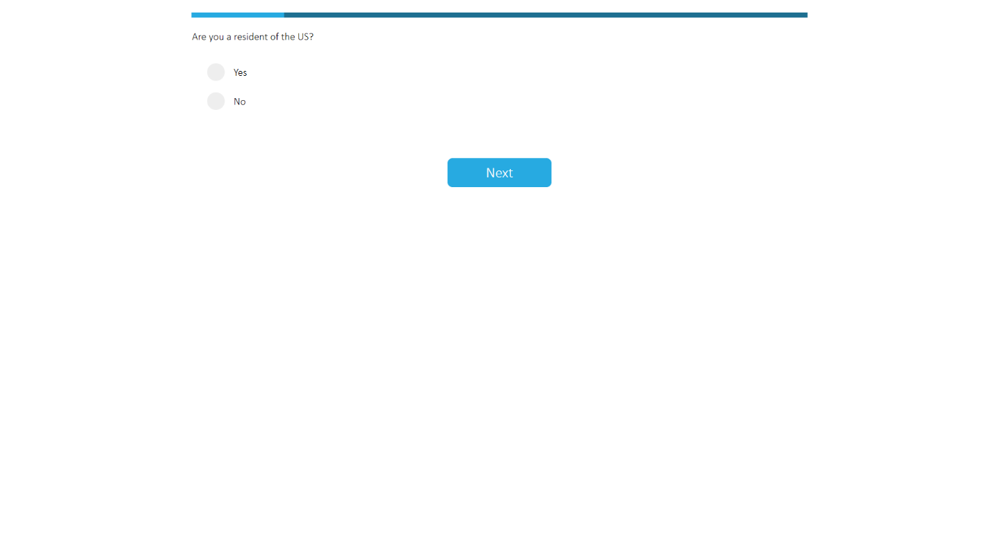 Are you a resident of the US?
Yes
No
Next